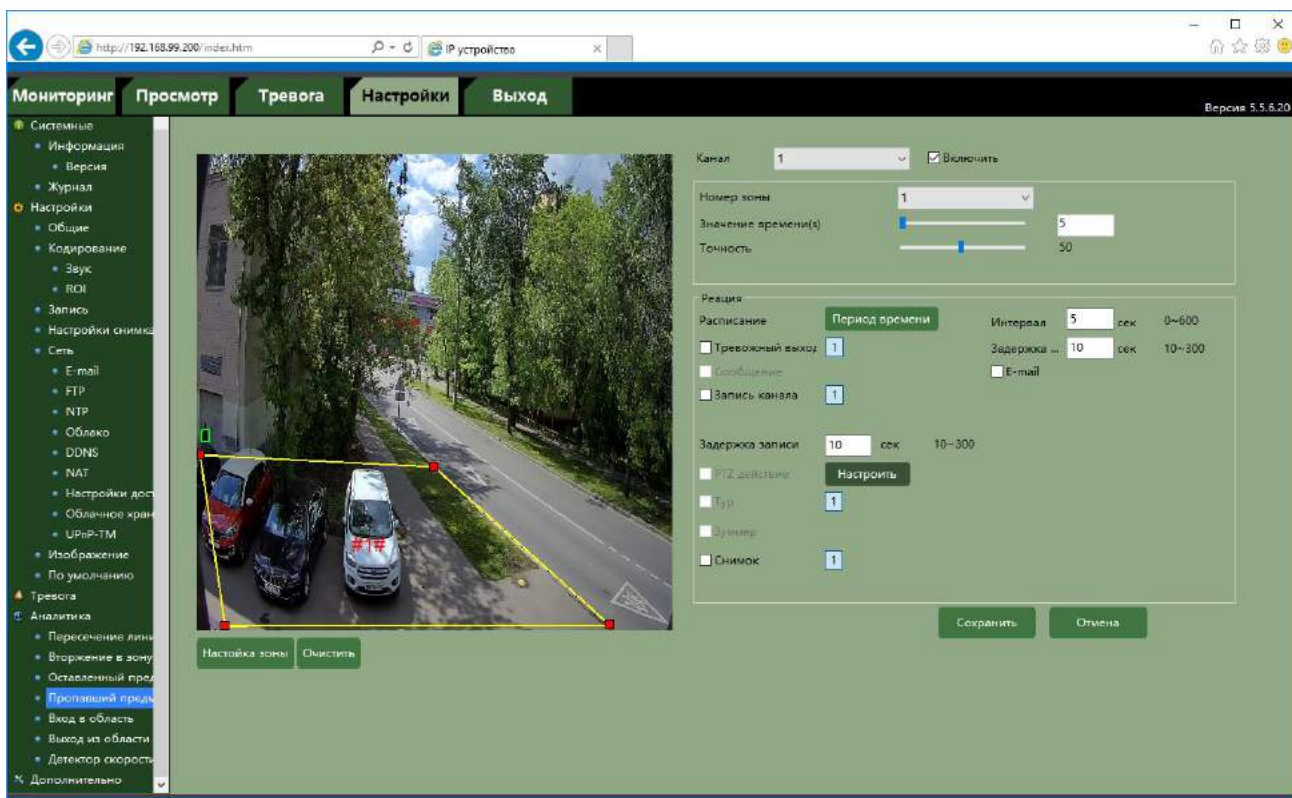 http://192.168.99.200/index.htm
IP устройство
Мониторинг Просмотр Тревога Настройки Выход
Версия 5.5.6.20
Системные
Информация
Версия
Журнал
Настройки
Общие
Кодирование
Звук
ROI
Запись
Настройки снимка
Сеть
E-mail
FTP
NTP
Облако
DDNS
NAT
Настройки дос
Облачное хран
UPnP-TM
Изображение
По умолчанию
Тревога
Аналитика
Пересечение лини
Вторжение в зону
Оставленный пред
Пропавший предм
Вход в область
Выход из области
Детектор скорости
Дополнительно
#1#
Настойка зоны Очистить
Канал 1 Включить
Номер зоны 1
Значение времени(s) 5
Точность 50
Реация
Расписание Период времени Интервал 5 сек 0~600
Тревожный выход 1 Задержка ... 10 сек 10~300
Сообщение E-mail
Запись канала 1
Задержка записи 10 сек 10~300
PTZ действие Настроить
Тур 1
Зуммер
Снимок 1
Сохранить Отмена